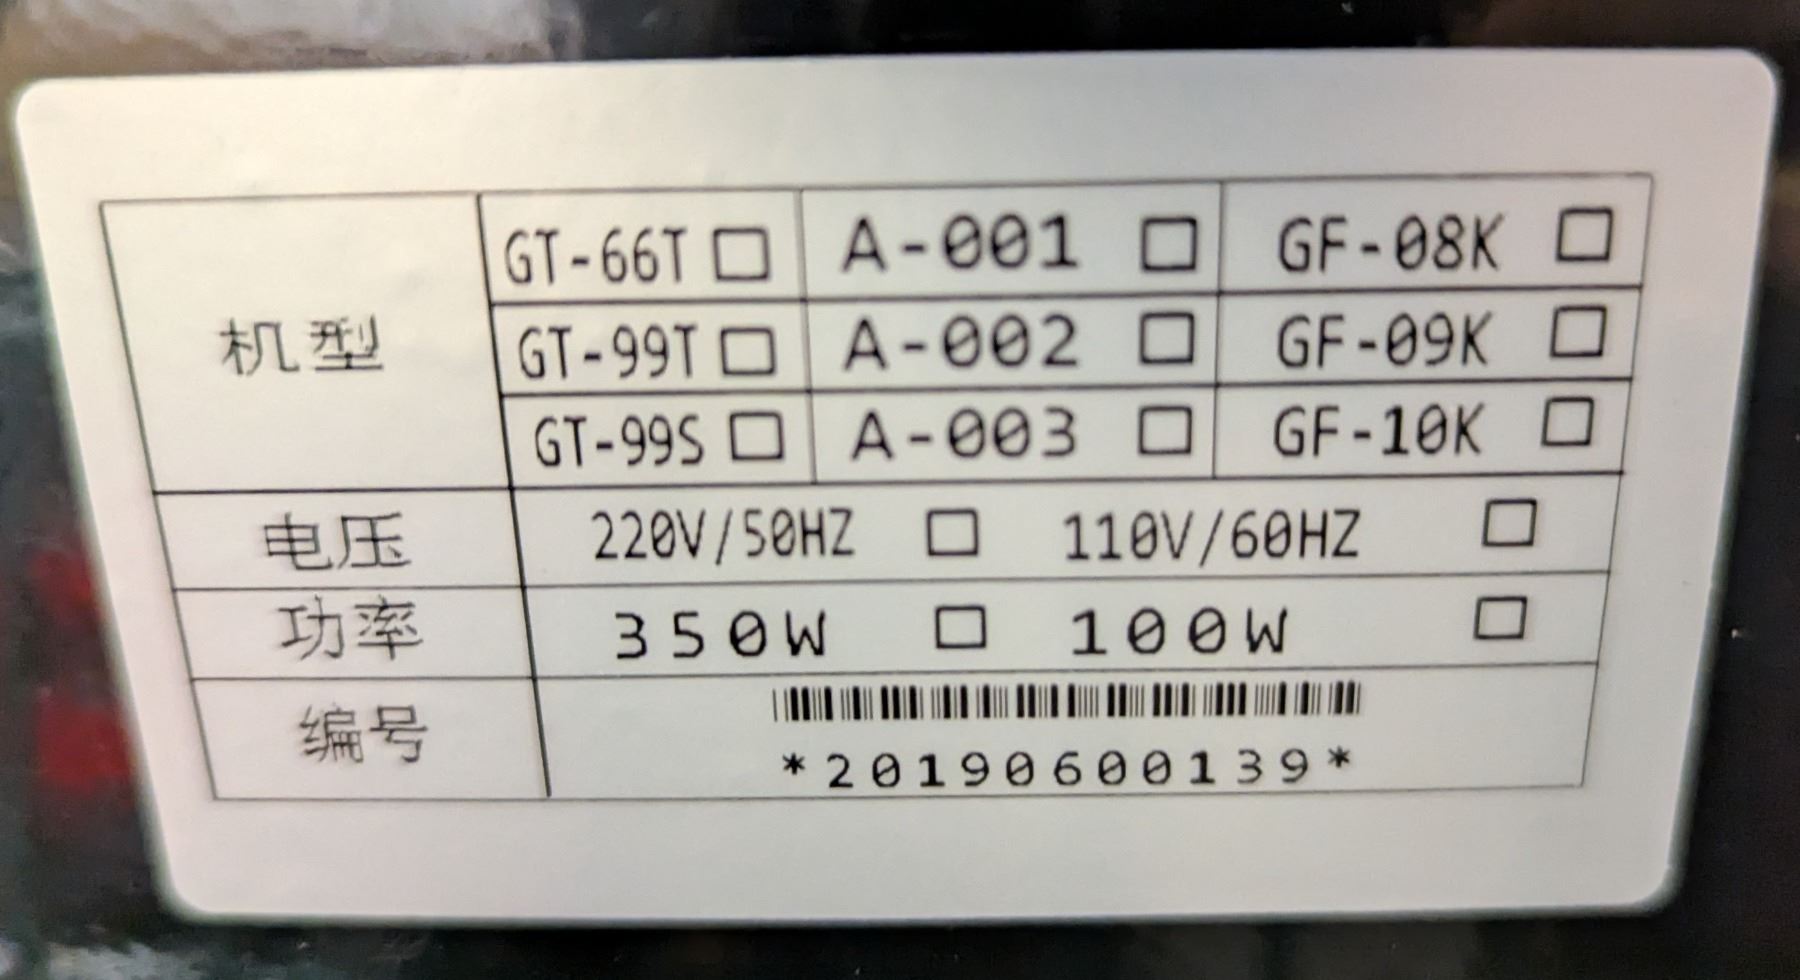 机型
GT-66T □ A-001 □ GF-08K □
GT-99T □ A-002 □ GF-09K □
GT-99S □ A-003 □ GF-10K □
电压 220V/50HZ □ 110V/60HZ □
功率 350W □ 100W □
编号
*20190600139*